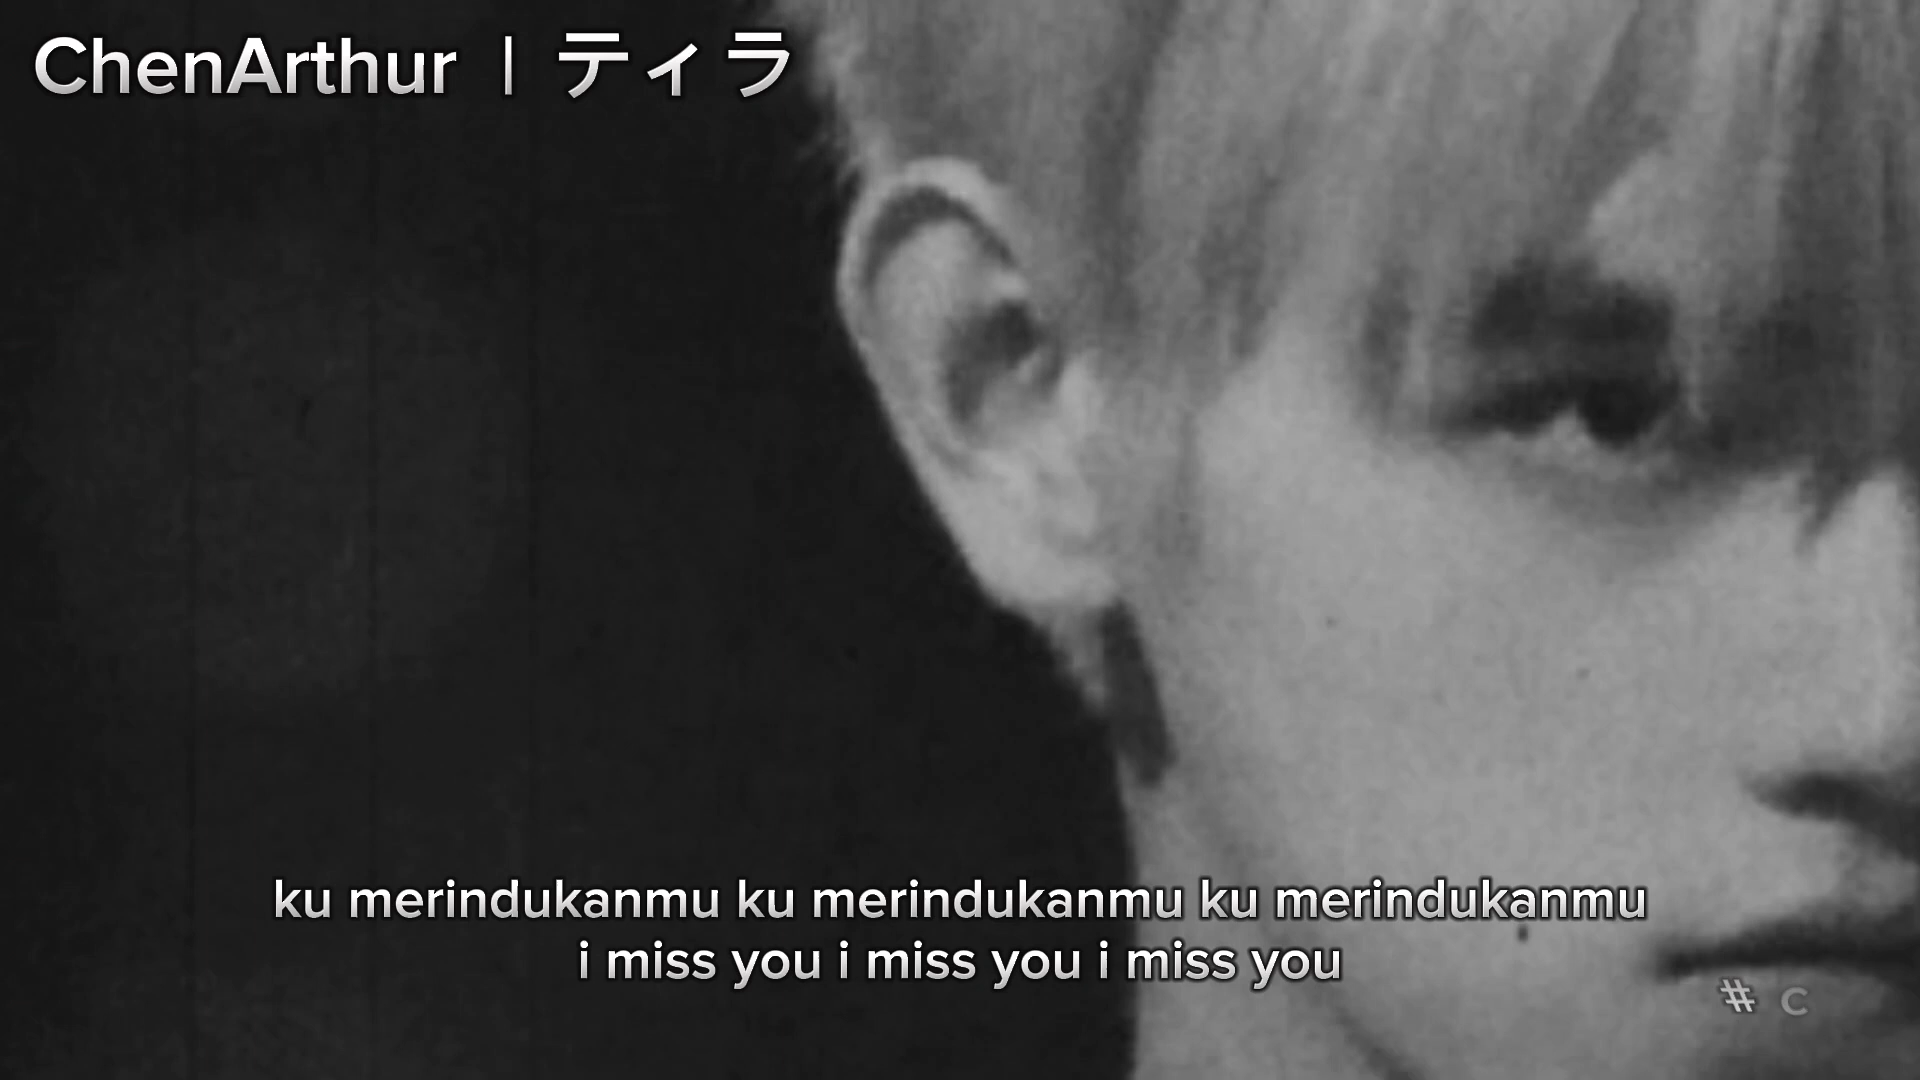 ChenArthur | ティラ
ku merindukanmu ku merindukanmu ku merindukanmu
i miss you i miss you i miss you
# C